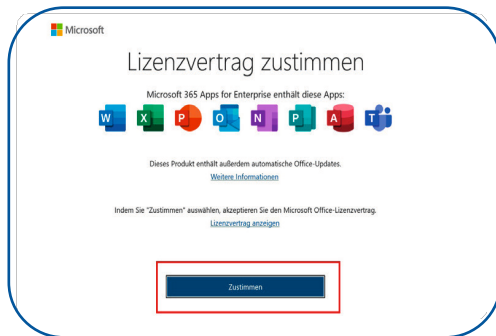 Microsoft
Lizenzvertrag zustimmen
Microsoft 365 Apps for Enterprise enthält diese Apps:
W X P O N P A T
Dieses Produkt enthält außerdem automatische Office-Updates.
Weitere Informationen
Indem Sie "Zustimmen" auswählen, akzeptieren Sie den Microsoft Office-Lizenzvertrag.
Lizenzvertrag anzeigen
Zustimmen